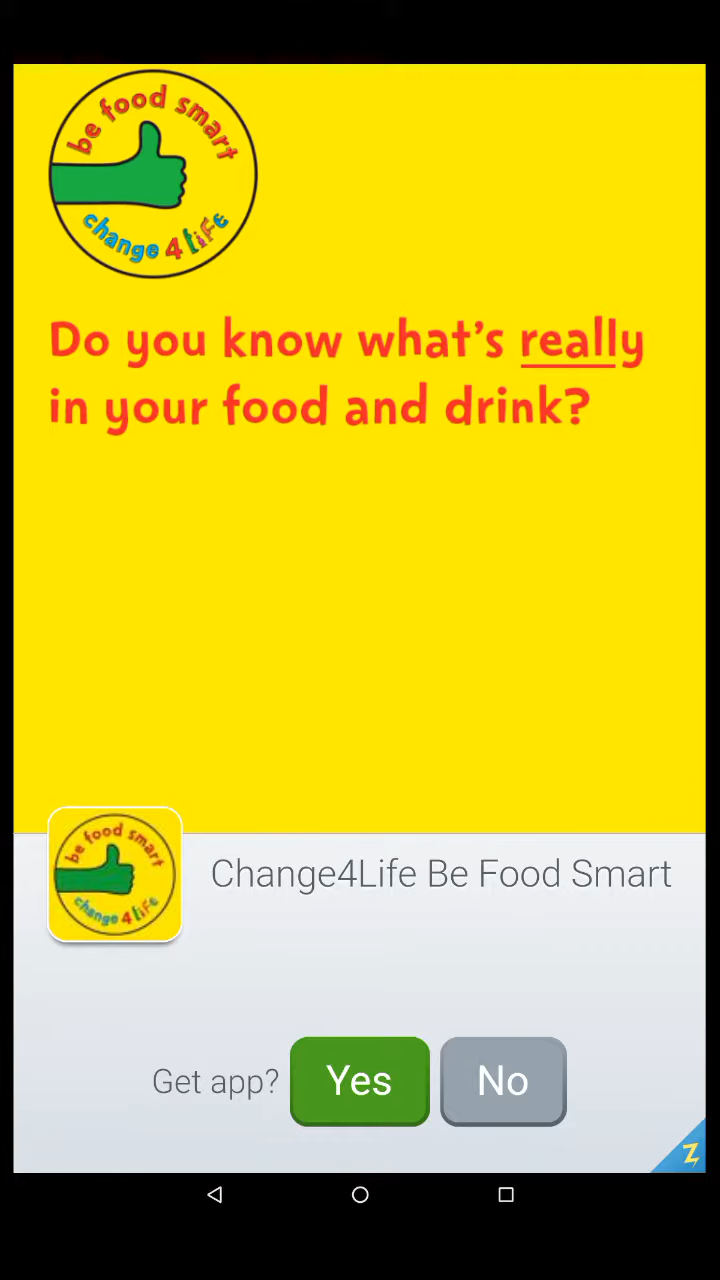 be food smart
change 4 LiFe
Do you know what's really
in your food and drink?
be food smart
change 4 LiFe
Change4Life Be Food Smart
Get app?
Yes
No
Z